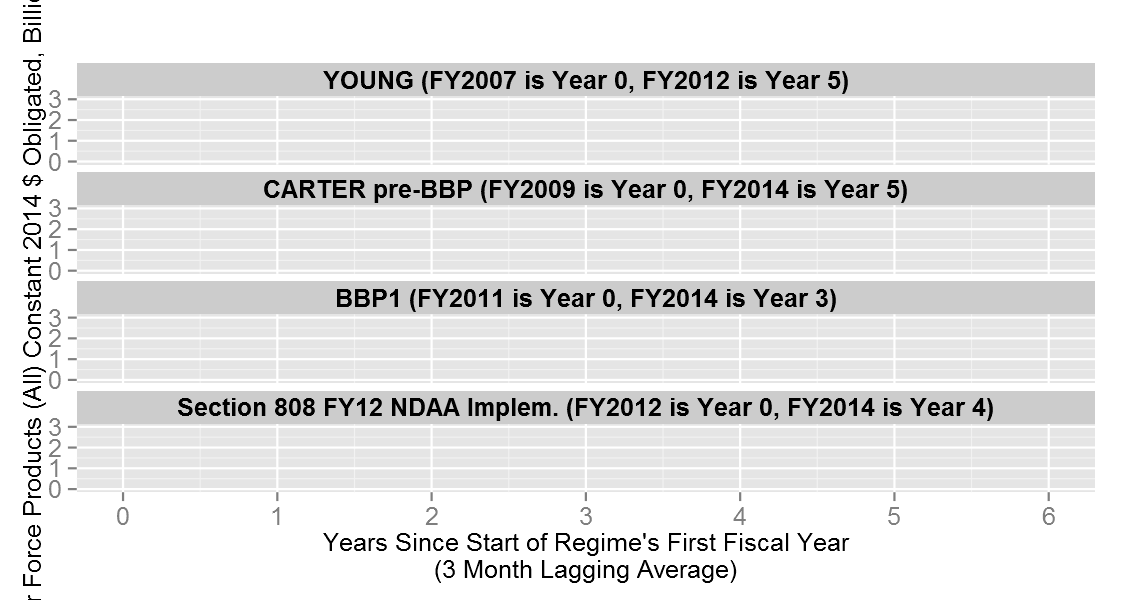 r Force Products (All) Constant 2014 $ Obligated, Billio
YOUNG (FY2007 is Year 0, FY2012 is Year 5)
3
2
1
0
CARTER pre-BBP (FY2009 is Year 0, FY2014 is Year 5)
3
2
1
0
BBP1 (FY2011 is Year 0, FY2014 is Year 3)
3
2
1
0
Section 808 FY12 NDAA Implem. (FY2012 is Year 0, FY2014 is Year 4)
3
2
1
0
0 1 2 3 4 5 6
Years Since Start of Regime's First Fiscal Year
(3 Month Lagging Average)